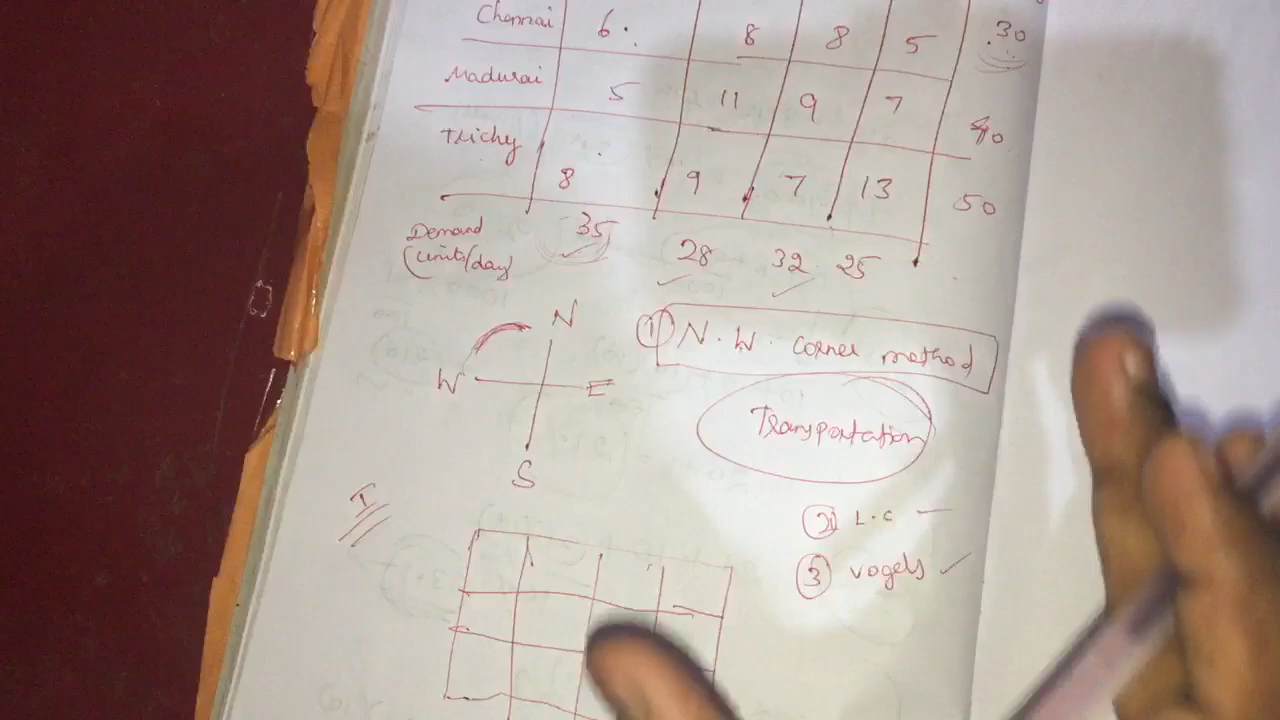 Chennai 6. 8 8 5 30
Madurai 5 11 9 7 40
Trichy 8 9 7 13 50
Demand 35 28 32 25
(units/day)
N
W E
S
① N.W. corner method
Transportation
② L.C —
③ vogels ✓
I